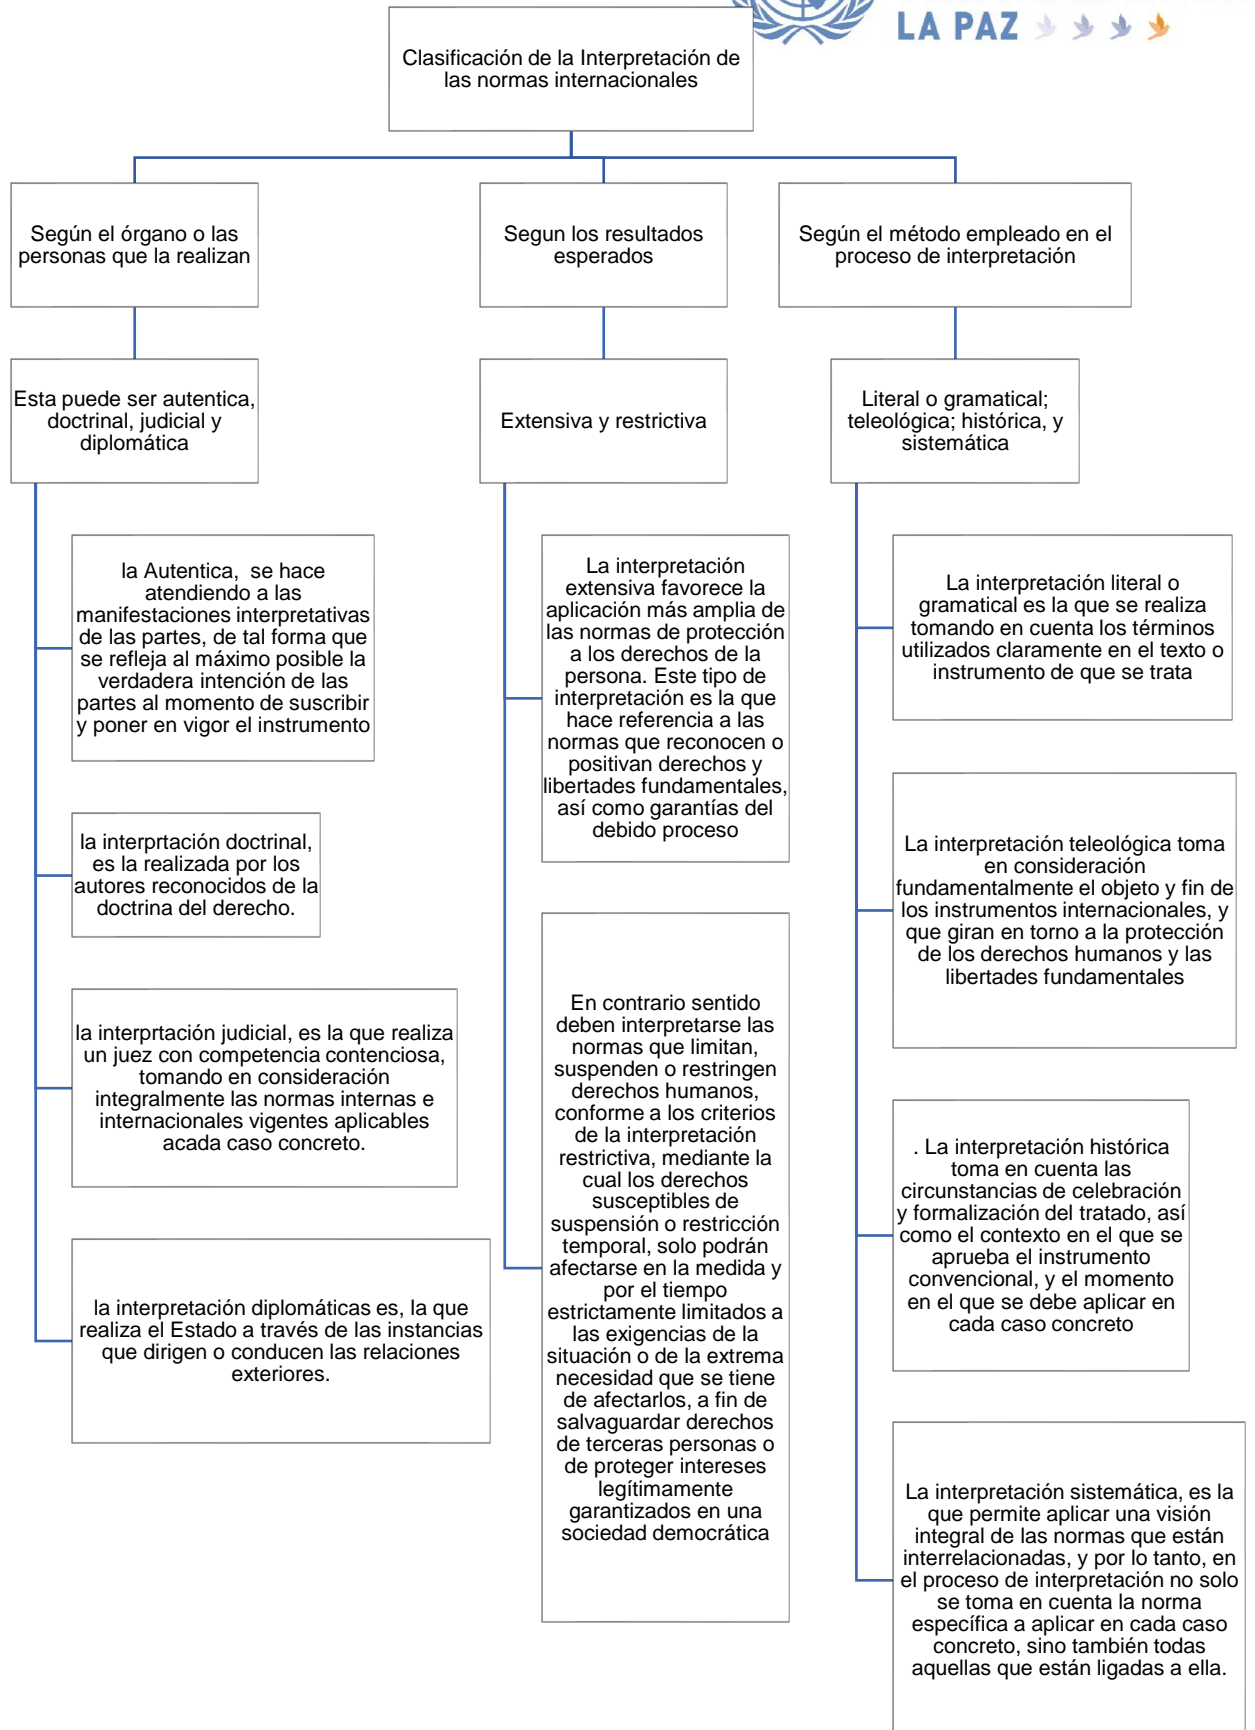 LA PAZ
Clasificación de la Interpretación de
las normas internacionales
Según el órgano o las
personas que la realizan
Segun los resultados
esperados
Según el método empleado en el
proceso de interpretación
Esta puede ser autentica,
doctrinal, judicial y
diplomática
Extensiva y restrictiva
Literal o gramatical;
teleológica; histórica, y
sistemática
la Autentica,  se hace
atendiendo a las
manifestaciones interpretativas
de las partes, de tal forma que
se refleja al máximo posible la
verdadera intención de las
partes al momento de suscribir
y poner en vigor el instrumento
la interprtación doctrinal,
es la realizada por los
autores reconocidos de la
doctrina del derecho.
la interprtación judicial, es la que realiza
un juez con competencia contenciosa,
tomando en consideración
integralmente las normas internas e
internacionales vigentes aplicables
acada caso concreto.
la interpretación diplomáticas es, la que
realiza el Estado a través de las instancias
que dirigen o conducen las relaciones
exteriores.
La interpretación
extensiva favorece la
aplicación más amplia de
las normas de protección
a los derechos de la
persona. Este tipo de
interpretación es la que
hace referencia a las
normas que reconocen o
positivan derechos y
libertades fundamentales,
así como garantías del
debido proceso
En contrario sentido
deben interpretarse las
normas que limitan,
suspenden o restringen
derechos humanos,
conforme a los criterios
de la interpretación
restrictiva, mediante la
cual los derechos
susceptibles de
suspensión o restricción
temporal, solo podrán
afectarse en la medida y
por el tiempo
estrictamente limitados a
las exigencias de la
situación o de la extrema
necesidad que se tiene
de afectarlos, a fin de
salvaguardar derechos
de terceras personas o
de proteger intereses
legítimamente
garantizados en una
sociedad democrática
La interpretación literal o
gramatical es la que se realiza
tomando en cuenta los términos
utilizados claramente en el texto o
instrumento de que se trata
La interpretación teleológica toma
en consideración
fundamentalmente el objeto y fin de
los instrumentos internacionales, y
que giran en torno a la protección
de los derechos humanos y las
libertades fundamentales
. La interpretación histórica
toma en cuenta las
circunstancias de celebración
y formalización del tratado, así
como el contexto en el que se
aprueba el instrumento
convencional, y el momento
en el que se debe aplicar en
cada caso concreto
La interpretación sistemática, es la
que permite aplicar una visión
integral de las normas que están
interrelacionadas, y por lo tanto, en
el proceso de interpretación no solo
se toma en cuenta la norma
específica a aplicar en cada caso
concreto, sino también todas
aquellas que están ligadas a ella.